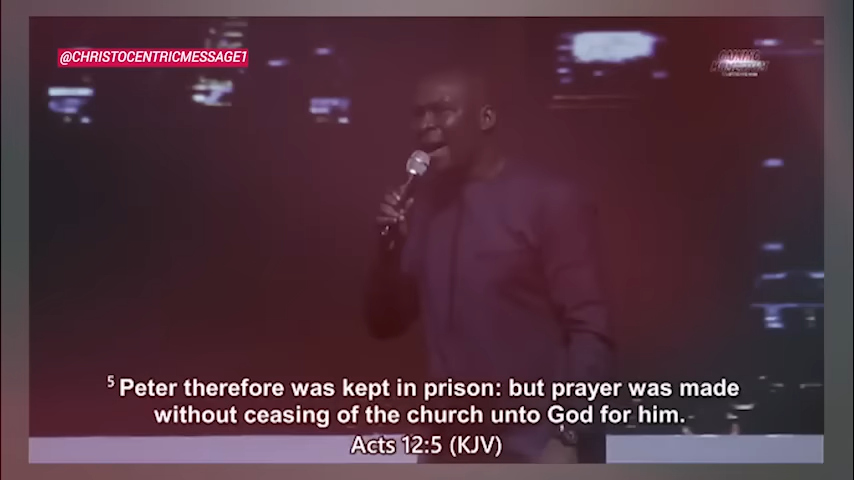 @CHRISTOCENTRICMESSAGE1
5 Peter therefore was kept in prison: but prayer was made
without ceasing of the church unto God for him.
Acts 12:5 (KJV)